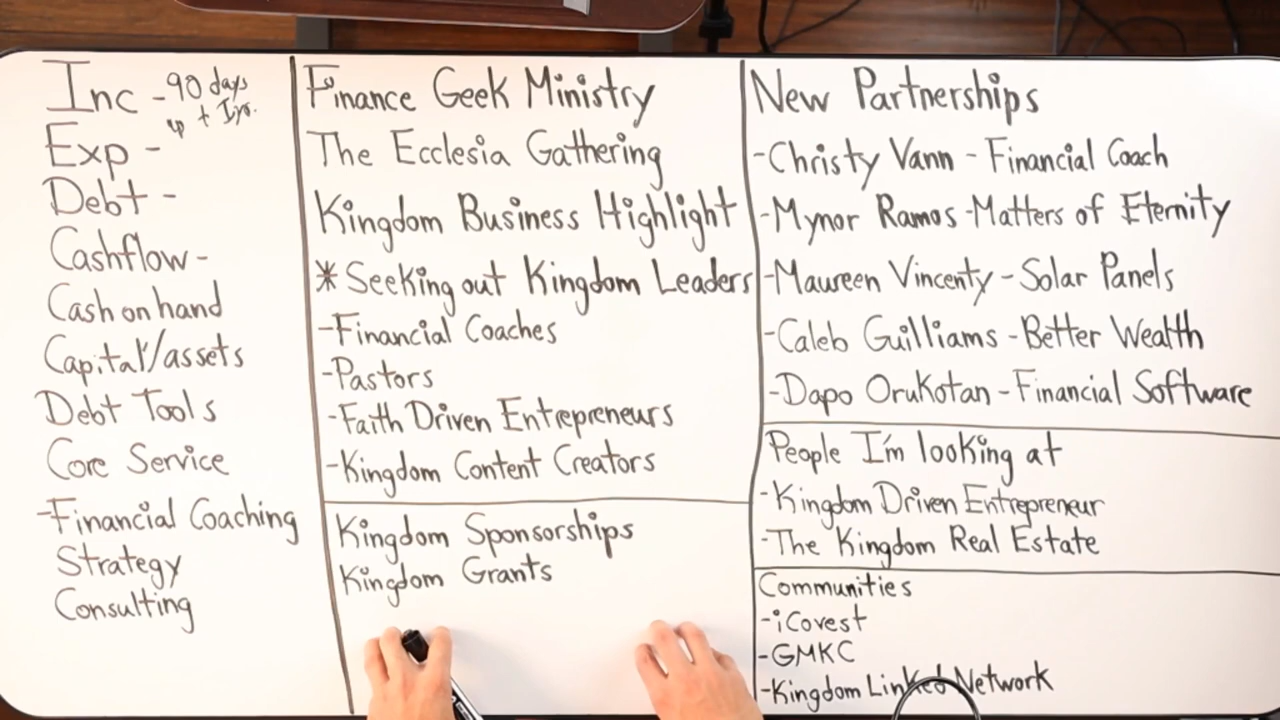 Inc - 90 days
up + 1yr.
Exp -
Debt -
Cashflow -
Cash on hand
Capital/assets
Debt Tools
Core Service
-Financial Coaching
Strategy
Consulting
Finance Geek Ministry
The Ecclesia Gathering
Kingdom Business Highlight
* Seeking out Kingdom Leaders
-Financial Coaches
-Pastors
-Faith Driven Entrepreneurs
-Kingdom Content Creators
Kingdom Sponsorships
Kingdom Grants
New Partnerships
-Christy Vann - Financial Coach
-Mynor Ramos -Matters of Eternity
-Maureen Vincenty - Solar Panels
-Caleb Guilliams - Better Wealth
-Dapo Orukotan - Financial Software
People I'm looking at
-Kingdom Driven Entrepreneur
-The Kingdom Real Estate
Communities
-iCovest
-GMKC
-Kingdom Linked Network